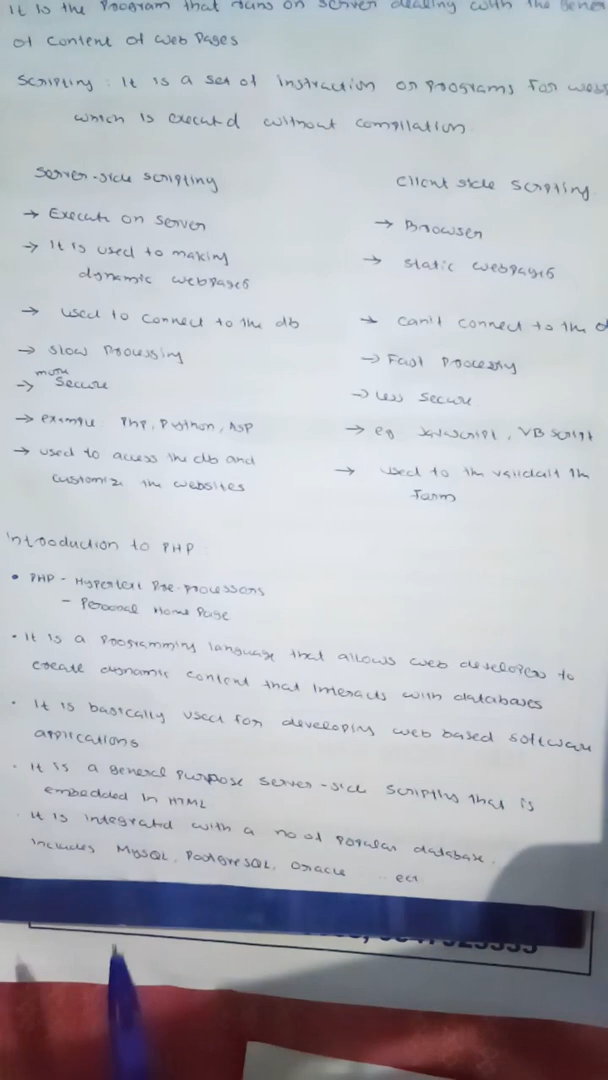 It is the Program that runs on server dealing with the gener
of content of web Pages
Scripting : It is a set of instruction or programs for webs
which is executed without compilation
Server-side scripting
→ Execute on server
→ It is used to making
dynamic webpages
→ used to connect to the db
→ slow Processing
→ more Secure
→ example: Php, Python, ASP
→ used to access the db and
customize the websites
Client side scripting
→ Browser
→ static webpages
→ can't connect to the d
→ Fast Processing
→ less secure
→ eg JavaScript, VB Script
→ used to the validate the
Form
Introduction to PHP
• PHP - Hypertext Pre-processors
- Personal Home Page
• It is a Programming language that allows web developers to
create dynamic content that interacts with databases
• It is basically used for developing web based software
applications
• It is a general purpose server-side scripting that is
embedded in HTML
• It is integrated with a no of popular database.
includes MySQL, PostgreSQL, Oracle .. ect